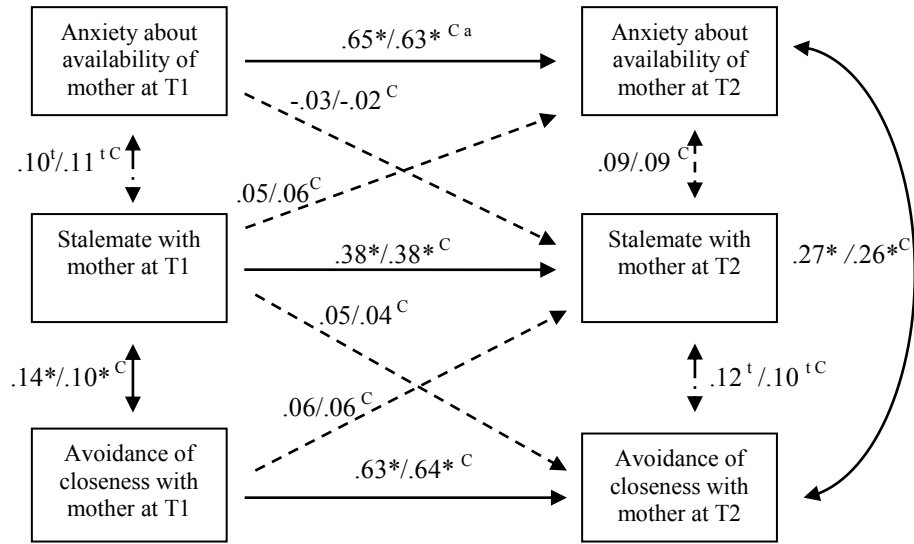 Anxiety about
availability of
mother at T1
.65*/.63* C a
Anxiety about
availability of
mother at T2
-.03/-.02 C
.10t/.11 t C
.05/.06C
.09/.09 C
Stalemate with
mother at T1
.38*/.38* C
Stalemate with
mother at T2
.27* /.26*C
.05/.04 C
.14*/.10* C
.06/.06 C
.12 t /.10 t C
Avoidance of
closeness with
mother at T1
.63*/.64* C
Avoidance of
closeness with
mother at T2